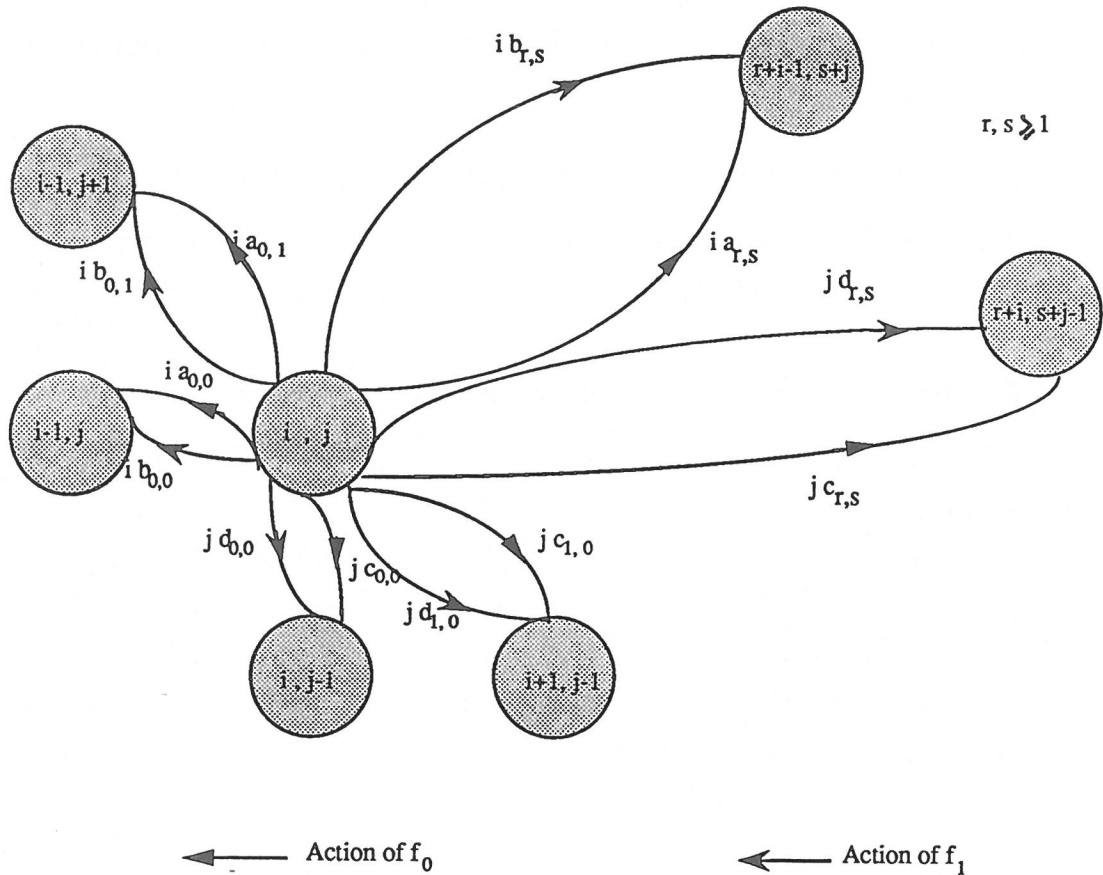 i b_{r,s}
r+i-1, s+j
r, s ⩾ 1
i-1, j+1
i a_{0,1}
i b_{0,1}
i a_{r,s}
j d_{r,s}
r+i, s+j-1
i a_{0,0}
i-1, j
i , j
i b_{0,0}
j c_{r,s}
j d_{0,0}
j c_{0,0}
j c_{1,0}
j d_{1,0}
i , j-1
i+1, j-1
Action of f_0
Action of f_1